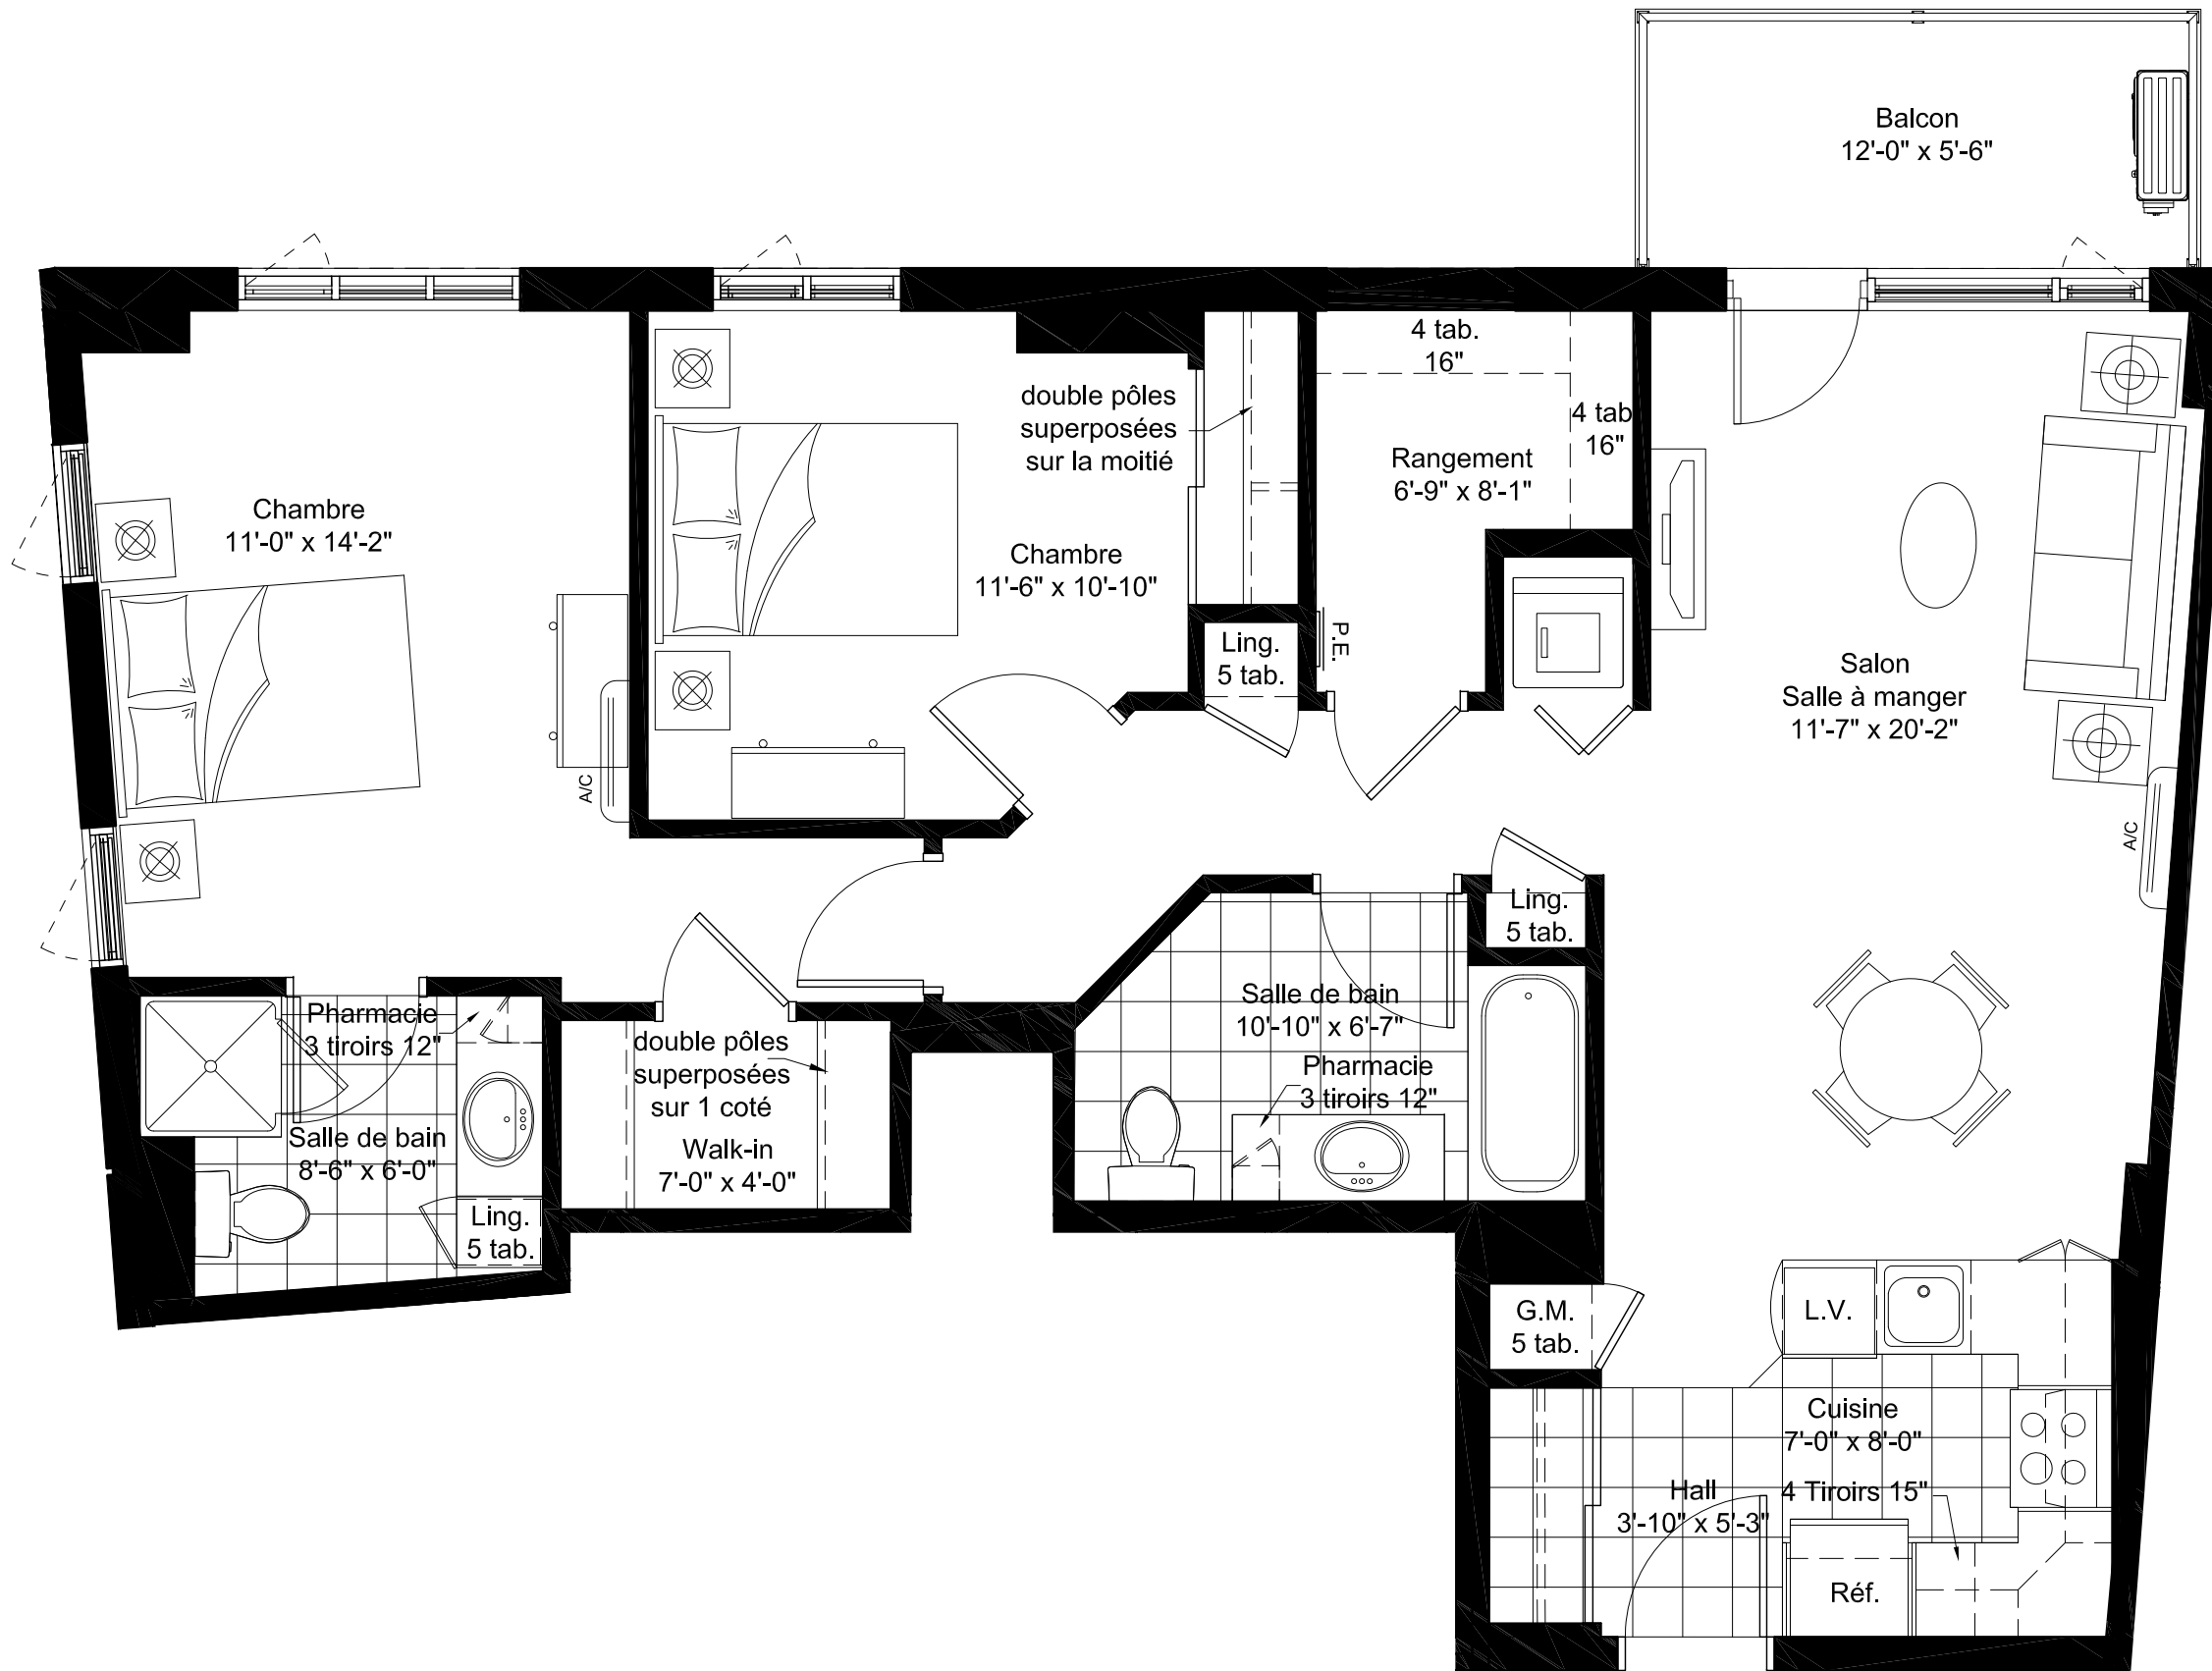 Balcon
12'-0" x 5'-6"
4 tab.
16"
double pôles
superposées
sur la moitié
4 tab
16"
Rangement
6'-9" x 8'-1"
Chambre
11'-0" x 14'-2"
Chambre
11'-6" x 10'-10"
Ling.
5 tab.
P.E.
Salon
Salle à manger
11'-7" x 20'-2"
A/C
A/C
Ling.
5 tab.
Pharmacie
3 tiroirs 12"
double pôles
superposées
sur 1 coté
Walk-in
7'-0" x 4'-0"
Salle de bain
10'-10" x 6'-7"
Pharmacie
3 tiroirs 12"
Salle de bain
8'-6" x 6'-0"
Ling.
5 tab.
G.M.
5 tab.
L.V.
Cuisine
7'-0" x 8'-0"
Hall
3'-10" x 5'-3"
4 Tiroirs 15"
Réf.